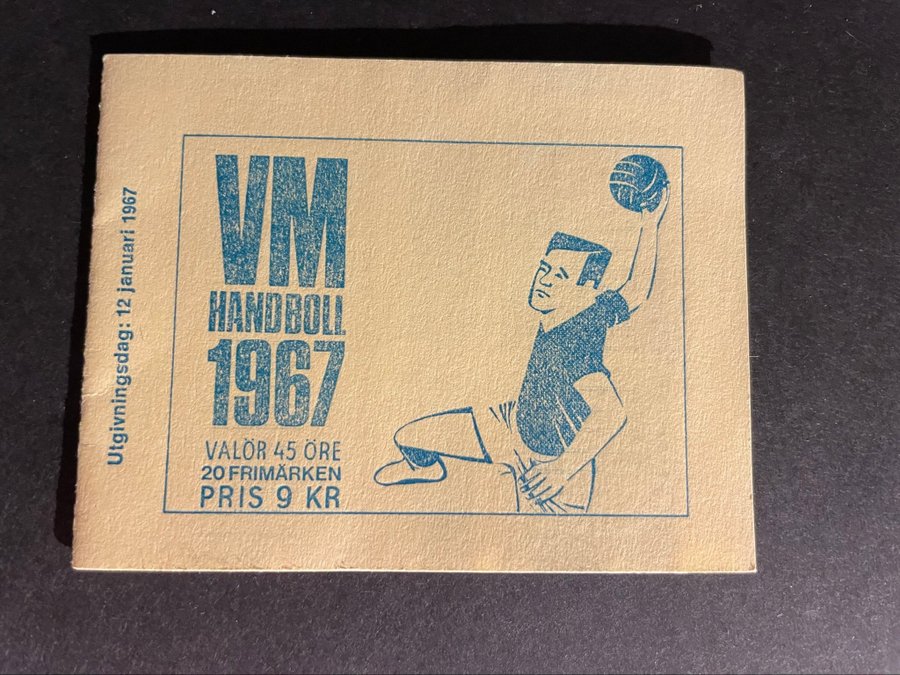 Utgivningsdag: 12 januari 1967
VM
HANDBOLL
1967
VALÖR 45 ÖRE
20 FRIMÄRKEN
PRIS 9 KR